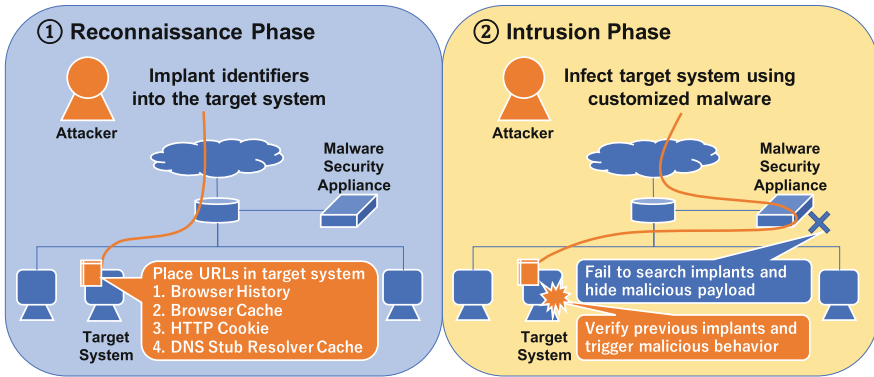 ① Reconnaissance Phase
Implant identifiers
into the target system
Attacker
Malware
Security
Appliance
Place URLs in target system
1. Browser History
2. Browser Cache
3. HTTP Cookie
4. DNS Stub Resolver Cache
Target
System
② Intrusion Phase
Infect target system using
customized malware
Attacker
Malware
Security
Appliance
Fail to search implants and
hide malicious payload
Verify previous implants and
trigger malicious behavior
Target
System